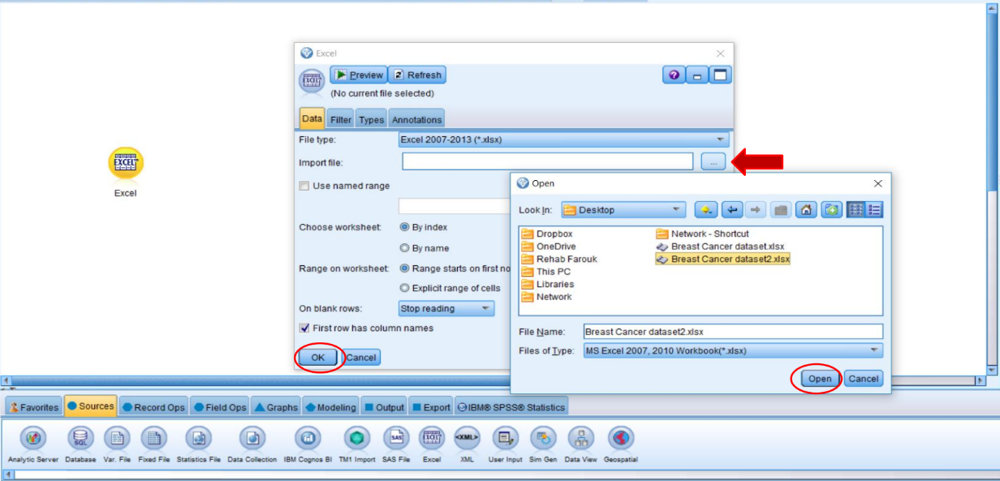 Excel
Preview Refresh
(No current file selected)
Data Filter Types Annotations
File type: Excel 2007-2013 (*.xlsx)
Import file: ...
Use named range
Choose worksheet: By index
By name
Range on worksheet: Range starts on first no
Explicit range of cells
On blank rows: Stop reading
First row has column names
OK Cancel
EXCEL
Excel
Open
Look In: Desktop
Dropbox
OneDrive
Rehab Farouk
This PC
Libraries
Network
Network - Shortcut
Breast Cancer dataset.xlsx
Breast Cancer dataset2.xlsx
File Name: Breast Cancer dataset2.xlsx
Files of Type: MS Excel 2007, 2010 Workbook(*.xlsx)
Open Cancel
Favorites Sources Record Ops Field Ops Graphs Modeling Output Export IBM® SPSS® Statistics
SQL SAS EXCEL <XML>
Analytic Server Database Var. File Fixed File Statistics File Data Collection IBM Cognos BI TM1 Import SAS File Excel XML User Input Sim Gen Data View Geospatial